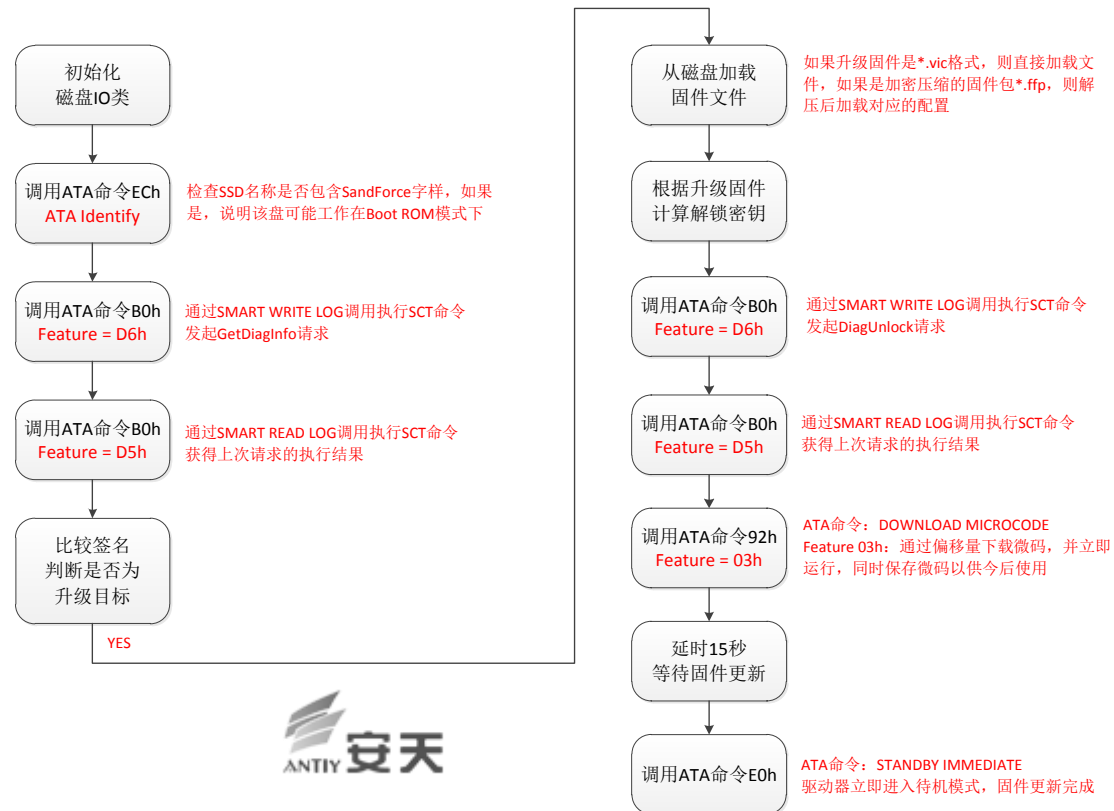 初始化
磁盘IO类
调用ATA命令ECh
ATA Identify
检查SSD名称是否包含SandForce字样，如果
是，说明该盘可能工作在Boot ROM模式下
调用ATA命令B0h
Feature = D6h
通过SMART WRITE LOG调用执行SCT命令
发起GetDiagInfo请求
调用ATA命令B0h
Feature = D5h
通过SMART READ LOG调用执行SCT命令
获得上次请求的执行结果
比较签名
判断是否为
升级目标
YES
从磁盘加载
固件文件
如果升级固件是*.vic格式，则直接加载文
件，如果是加密压缩的固件包*.ffp，则解
压后加载对应的配置
根据升级固件
计算解锁密钥
调用ATA命令B0h
Feature = D6h
通过SMART WRITE LOG调用执行SCT命令
发起DiagUnlock请求
调用ATA命令B0h
Feature = D5h
通过SMART READ LOG调用执行SCT命令
获得上次请求的执行结果
调用ATA命令92h
Feature = 03h
ATA命令：DOWNLOAD MICROCODE
Feature 03h：通过偏移量下载微码，并立即
运行，同时保存微码以供今后使用
延时15秒
等待固件更新
调用ATA命令E0h
ATA命令：STANDBY IMMEDIATE
驱动器立即进入待机模式，固件更新完成
ANTIY 安天